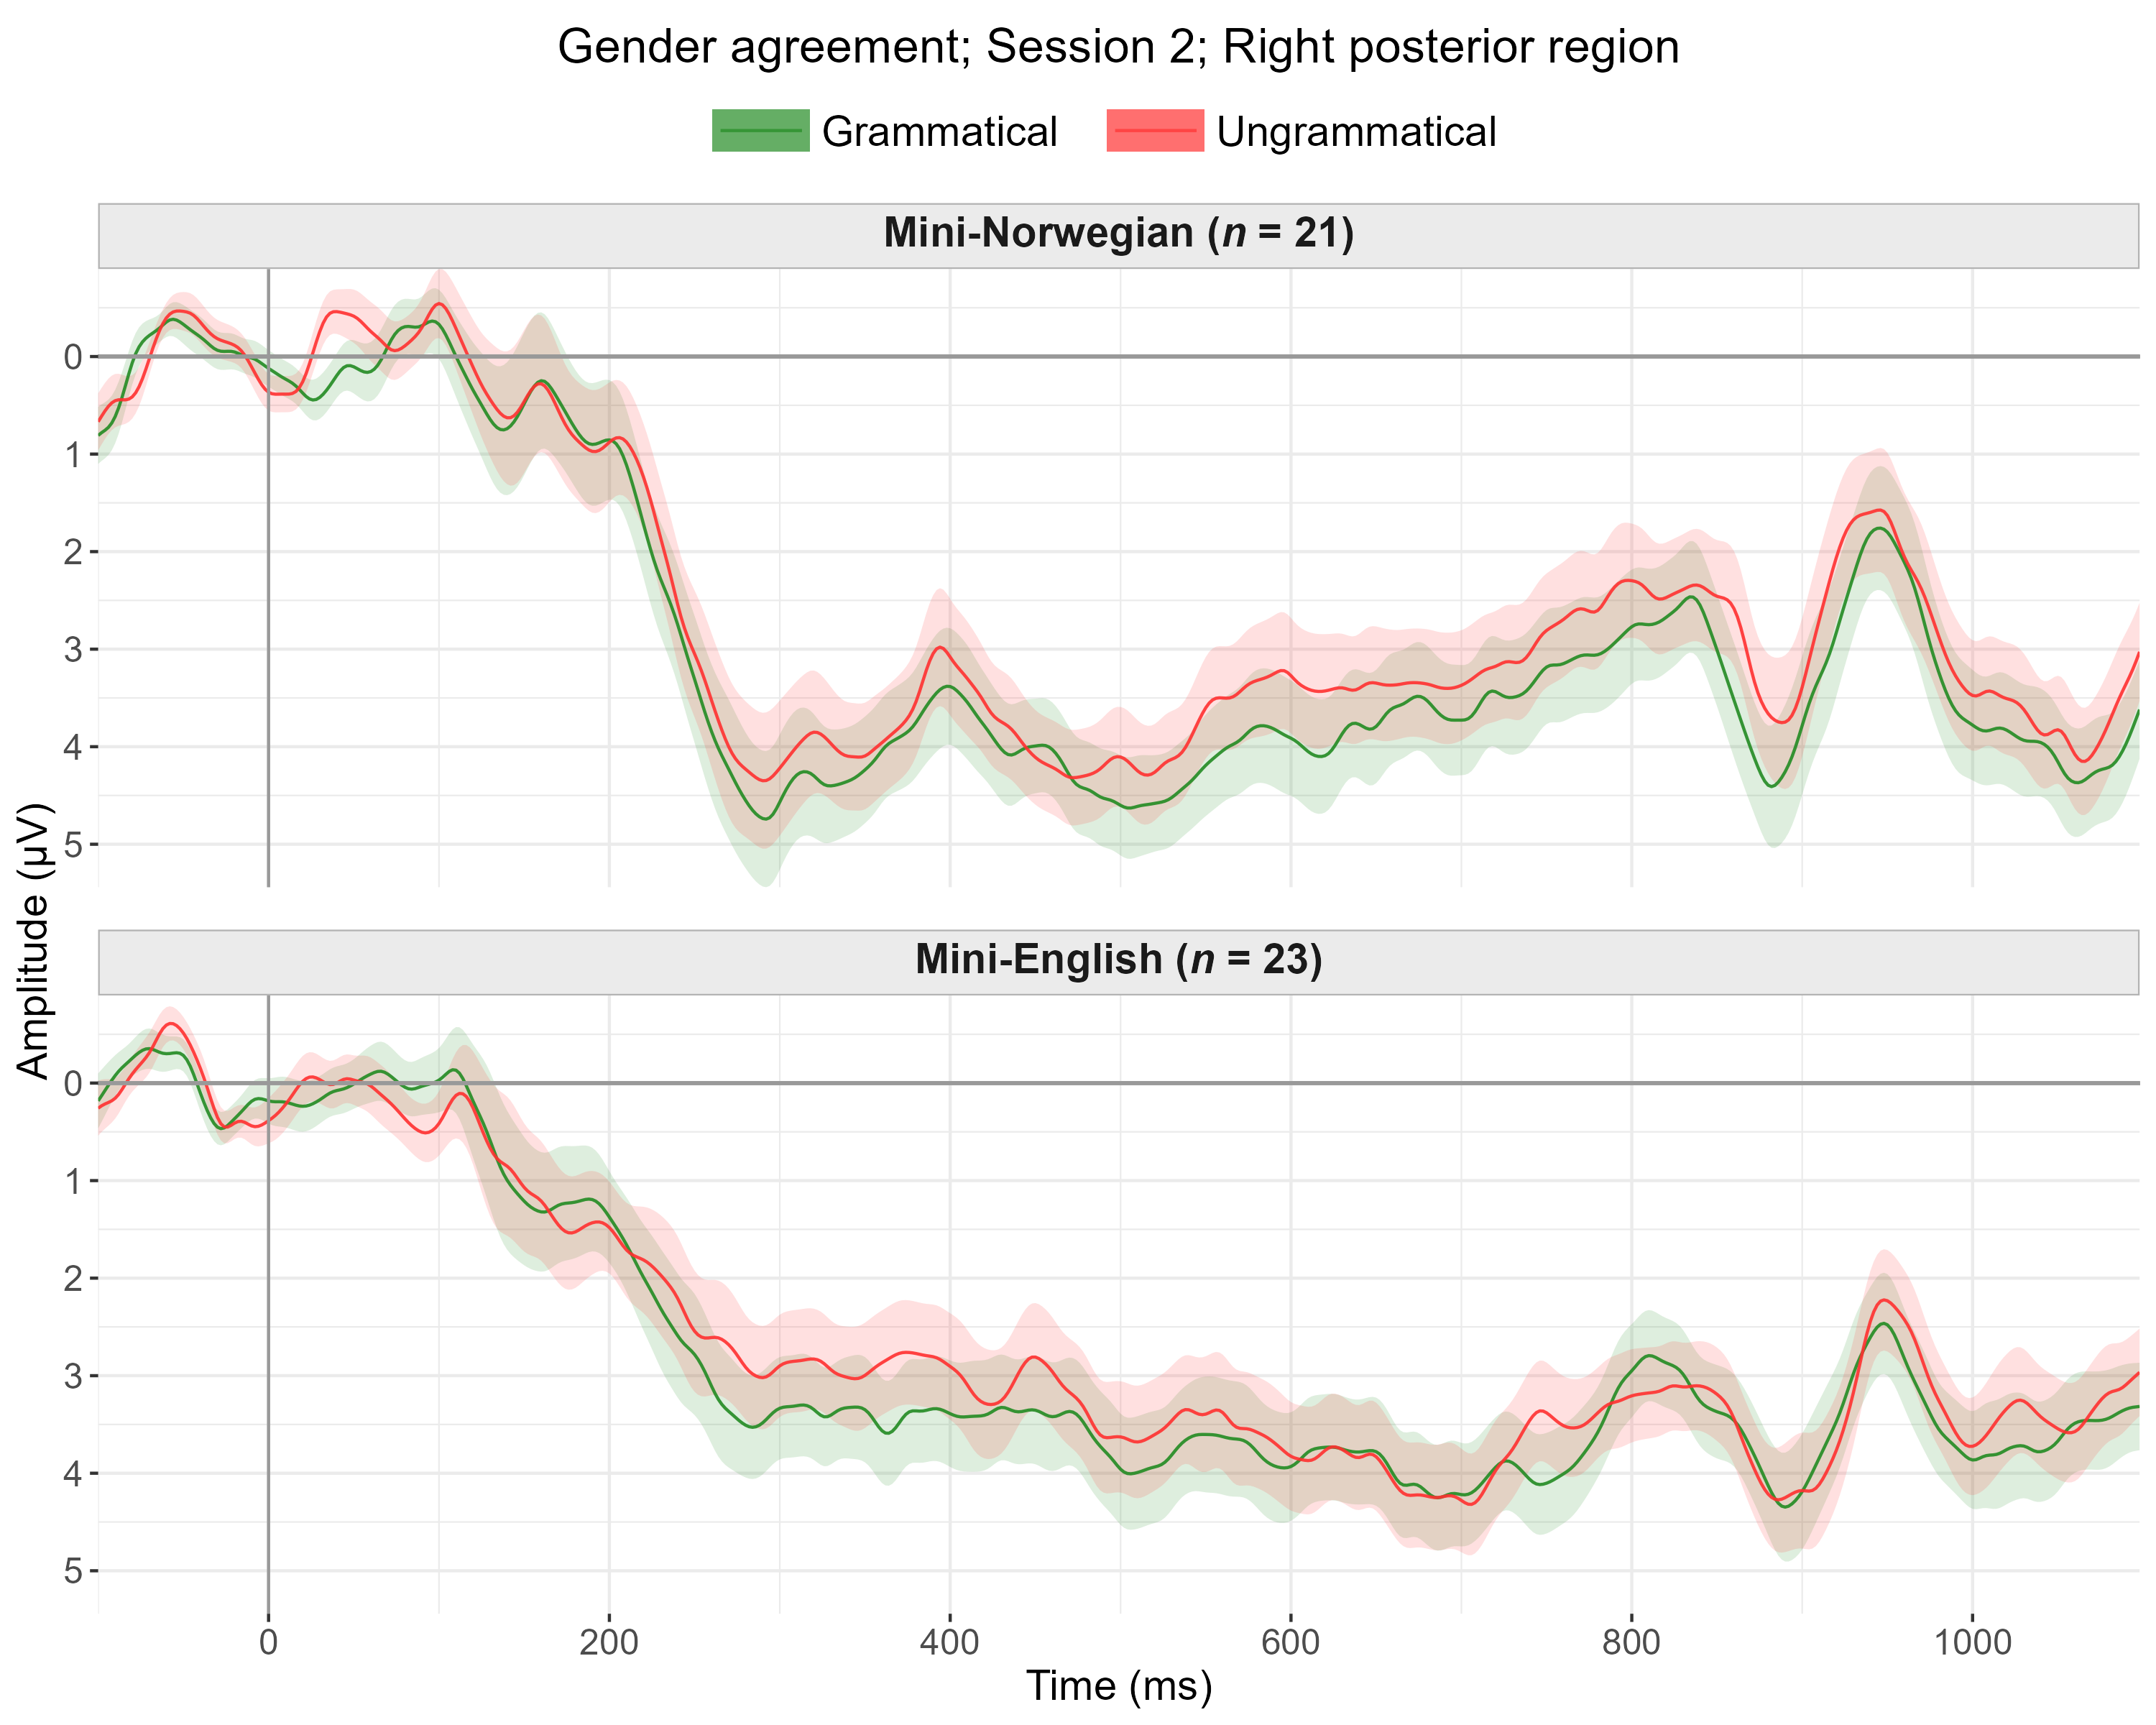 Gender agreement; Session 2; Right posterior region
Grammatical
Ungrammatical
Mini-Norwegian (n = 21)
0
1
2
3
4
5
Mini-English (n = 23)
0
1
2
3
4
5
Amplitude (µV)
0
200
400
600
800
1000
Time (ms)